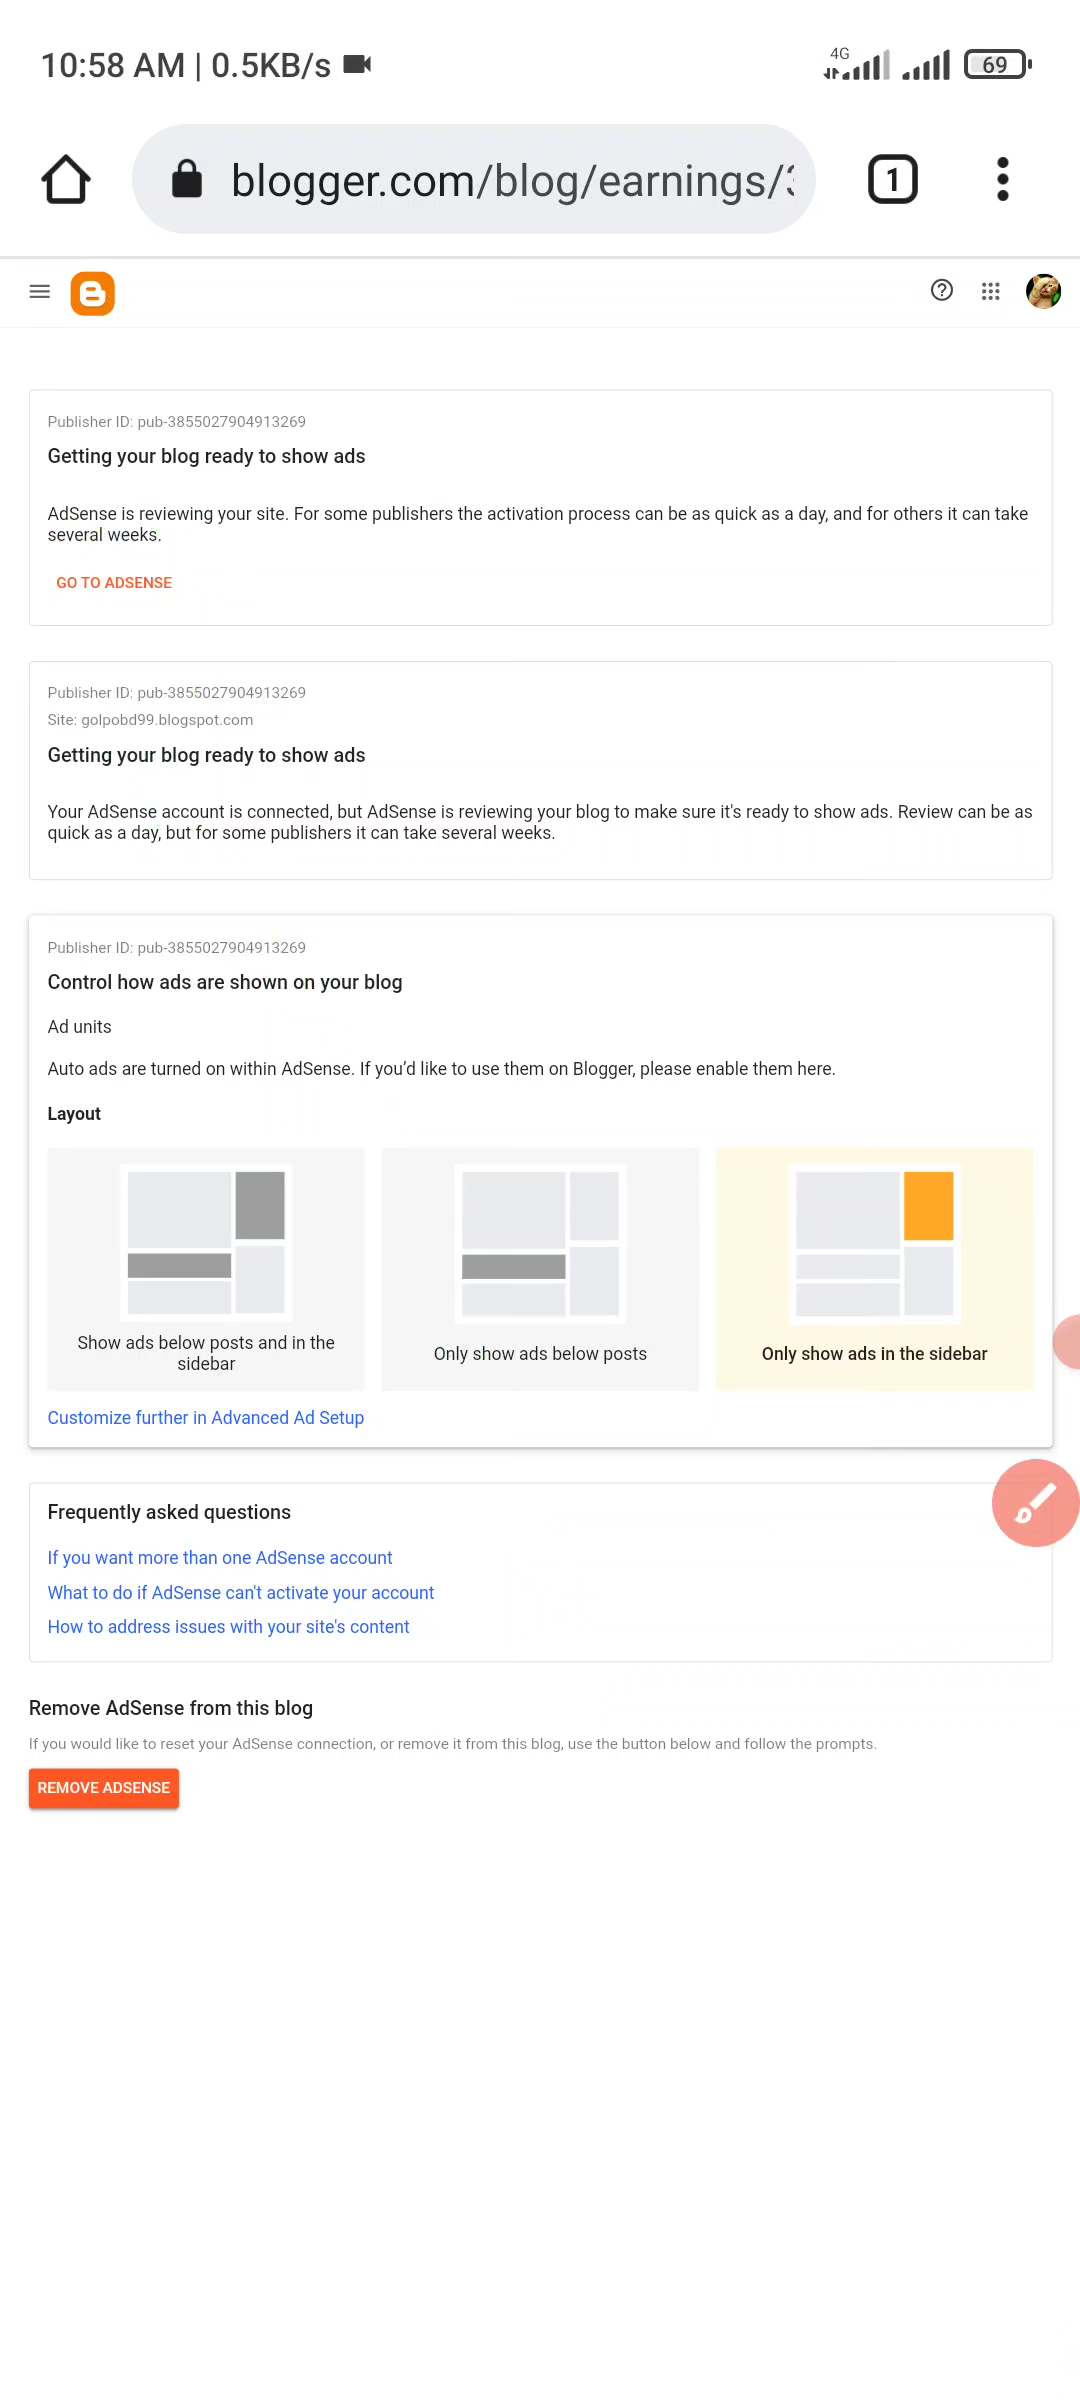 10:58 AM | 0.5KB/s
4G
69
blogger.com/blog/earnings/3
1
Publisher ID: pub-3855027904913269
Getting your blog ready to show ads
AdSense is reviewing your site. For some publishers the activation process can be as quick as a day, and for others it can take
several weeks.
GO TO ADSENSE
Publisher ID: pub-3855027904913269
Site: golpobd99.blogspot.com
Getting your blog ready to show ads
Your AdSense account is connected, but AdSense is reviewing your blog to make sure it's ready to show ads. Review can be as
quick as a day, but for some publishers it can take several weeks.
Publisher ID: pub-3855027904913269
Control how ads are shown on your blog
Ad units
Auto ads are turned on within AdSense. If you’d like to use them on Blogger, please enable them here.
Layout
Show ads below posts and in the
sidebar
Only show ads below posts
Only show ads in the sidebar
Customize further in Advanced Ad Setup
Frequently asked questions
If you want more than one AdSense account
What to do if AdSense can't activate your account
How to address issues with your site's content
Remove AdSense from this blog
If you would like to reset your AdSense connection, or remove it from this blog, use the button below and follow the prompts.
REMOVE ADSENSE